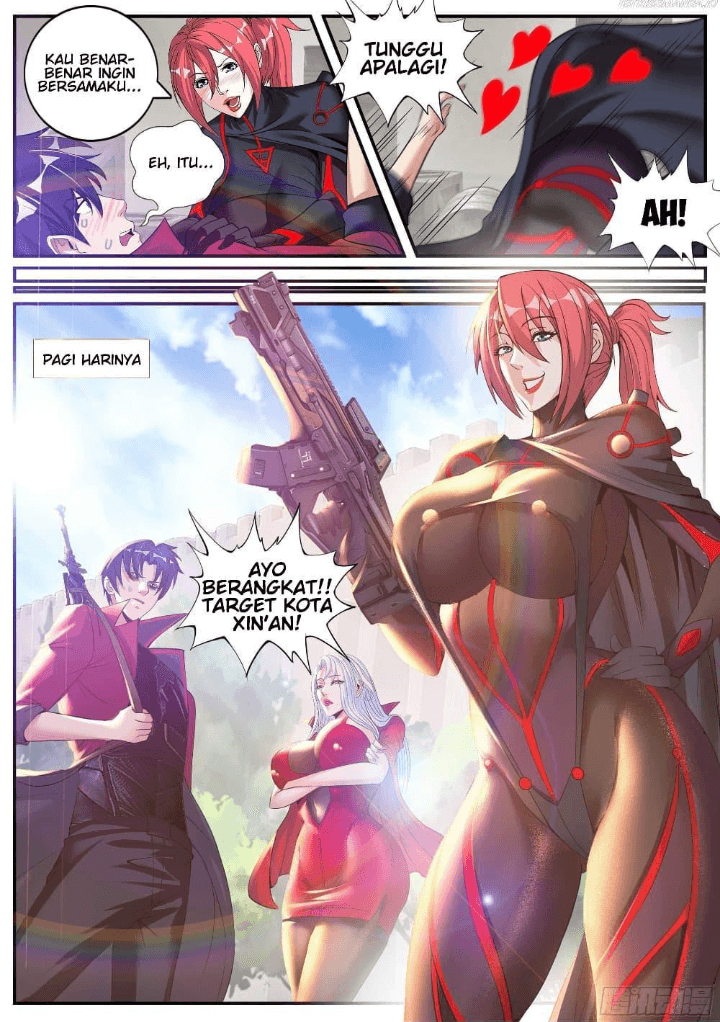 KAU BENAR-
BENAR INGIN
BERSAMAKU...
EH, ITU...
TUNGGU
APALAGI!
AH!
PAGI HARINYA
AYO
BERANGKAT!!
TARGET KOTA
XIN'AN!